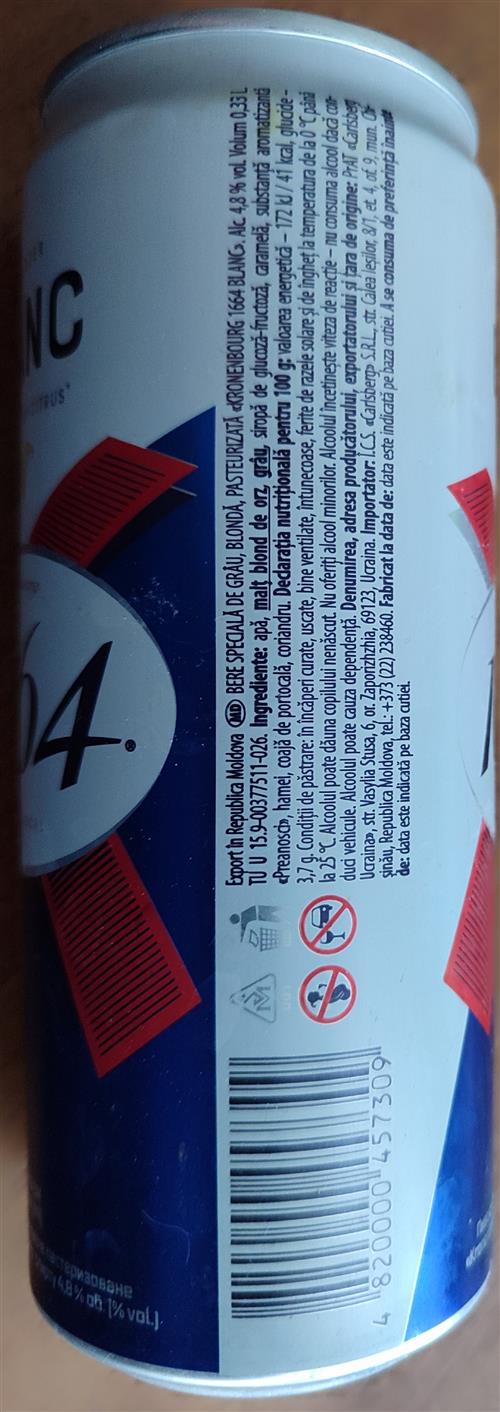 NC
CITRUS
64.®
Export în Republica Moldova MD BERE SPECIALĂ DE GRÂU, BLONDĂ, PASTEURIZATĂ «KRONENBOURG 1664 BLANC». Alc 4,8 % vol. Volum 0,33 L
TU U 15.9-00377511-026. Ingrediente: apă, malț blond de orz, grâu, siropă de glucoză-fructoză, caramelă, substanță aromatizantă
«Preanosch», hamei, coajă de portocală, coriandru. Declarația nutrițională pentru 100 g: valoarea energetică – 172 kJ / 41 kcal, glucide –
3,7 g. Condiții de păstrare: în încăperi curate, uscate, bine ventilate, întunecoase, ferite de razele solare și de îngheț la temperatura de la 0 °C până
la 25 °C. Alcoolul poate dăuna copilului nenăscut. Nu oferiți alcool minorilor. Alcoolul încetinește viteza de reacție – nu consuma alcool dacă con-
duci vehicule. Alcoolul poate cauza dependență. Denumirea, adresa producătorului, exportatorului și țara de origine: PrAT «Carlsberg
Ucraina», str. Vasylia Stusa, 6, or. Zaporizhzhia, 69123, Ucraina. Importator: Î.C.S. «Carlsberg» S.R.L., str. Calea Ieșilor, 8/1, et. 4, of. 9, mun. Chi-
șinău, Republica Moldova, tel.: +373 (22) 238460. Fabricat la data de: data este indicată pe baza cutiei. A se consuma de preferință înainte
de: data este indicată pe baza cutiei.
4 820000 457309
4,8 % об. (% vol.).